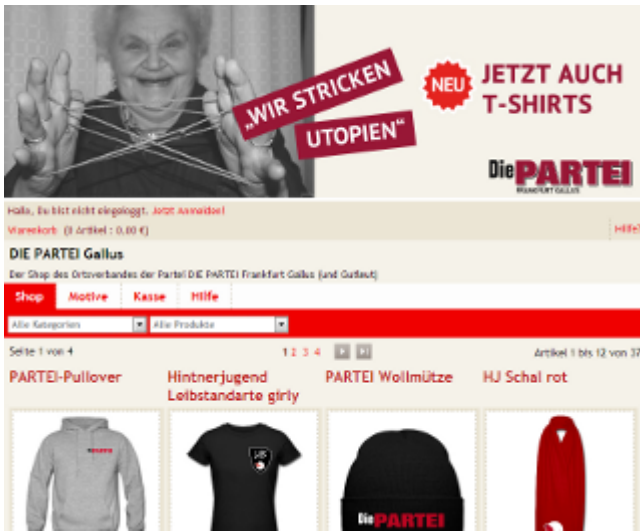 „WIR STRICKEN
UTOPIEN“
NEU
JETZT AUCH
T-SHIRTS
Die PARTEI
FRANKFURT GALLUS
Hallo, Du bist nicht eingeloggt. Jetzt Anmelden!
Warenkorb (0 Artikel : 0,00 €)
Hilfe?
DIE PARTEI Gallus
Der Shop des Ortsverbandes der Partei DIE PARTEI Frankfurt Gallus (und Gutleut)
Shop Motive Kasse Hilfe
Alle Kategorien Alle Produkte
Seite 1 von 4 1 2 3 4 Artikel 1 bis 12 von 37
PARTEI-Pullover
Hintnerjugend
Leibstandarte girly
PARTEI Wollmütze
HJ Schal rot
PARTEI
HJ
Die PARTEI